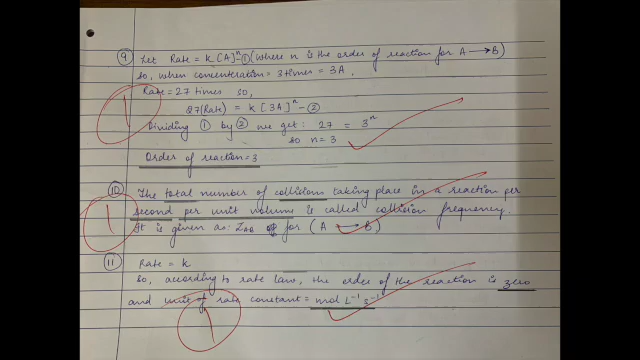 9 Let Rate = k [A]^n - ① (where n is the order of reaction for A → B)
so, when concentration = 3 times = 3A,
Rate = 27 times so,
27(Rate) = k [3A]^n - ②
Dividing ① by ② we get: 27 = 3^n
so n = 3
Order of reaction = 3
1
10 The total number of collisions taking place in a reaction per
second per unit volume is called collision frequency.
It is given as: Z_AB for (A → B)
1
11 Rate = k
so, according to rate law, the order of the reaction is zero
and unit of rate constant = mol L^-1 s^-1
1